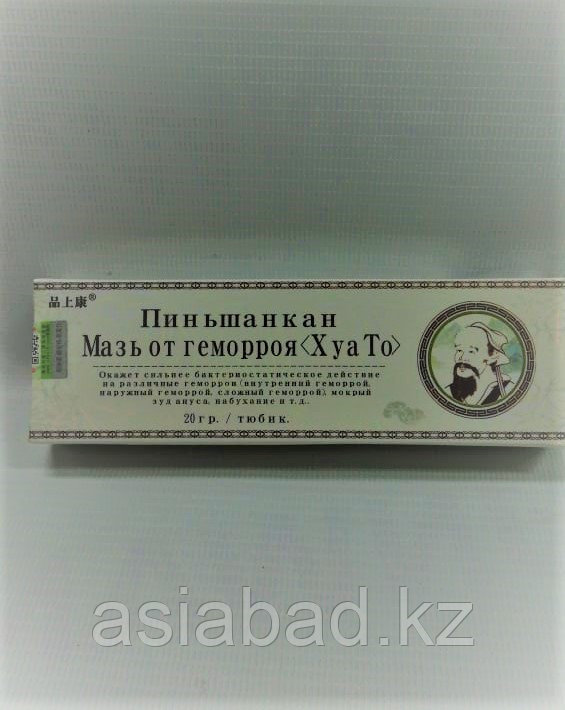 品上康®
Пиньшанкан
Мазь от геморроя〈Хуа То〉
Окажет сильнее бактериостатическое действие
на различные геморрои (внутренний геморрой,
наружный геморрой, сложный геморрой), мокрый
зуд ануса, набухание и т.д..
20 гр. / тюбик.
asiabad.kz